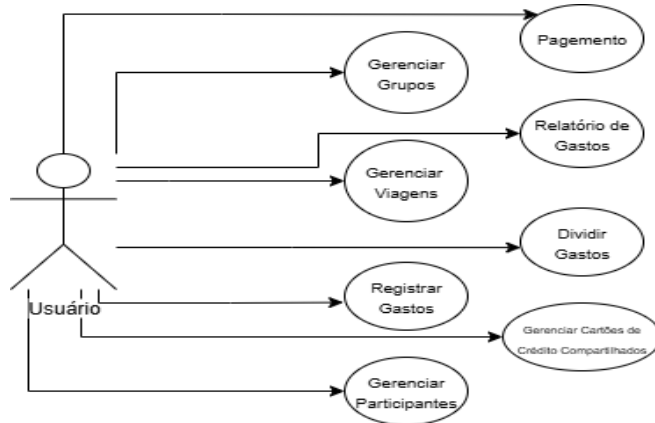 Pagemento
Gerenciar
Grupos
Relatório de
Gastos
Gerenciar
Viagens
Dividir
Gastos
Usuário
Registrar
Gastos
Gerenciar Cartões de
Crédito Compartilhados
Gerenciar
Participantes